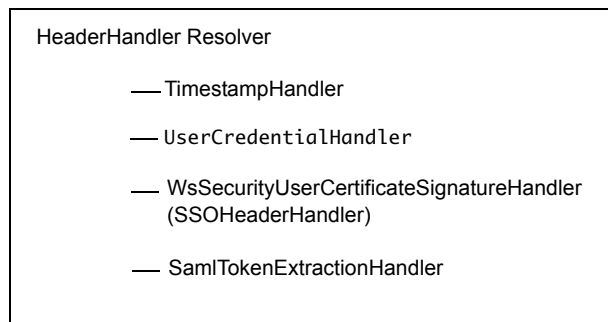 HeaderHandler Resolver
TimestampHandler
UserCredentialHandler
WsSecurityUserCertificateSignatureHandler
(SSOHeaderHandler)
SamlTokenExtractionHandler